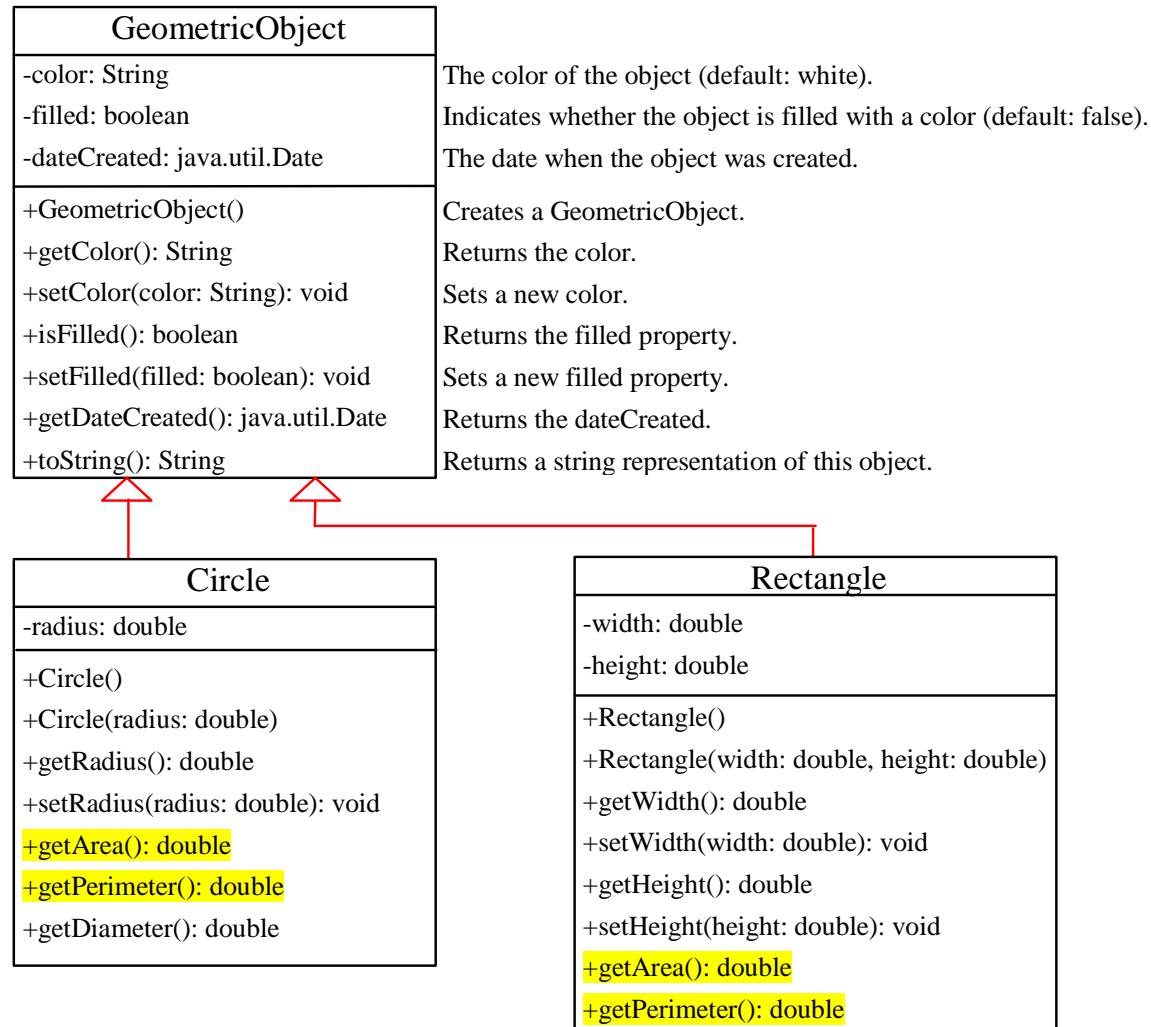 GeometricObject
-color: String
The color of the object (default: white).
-filled: boolean
Indicates whether the object is filled with a color (default: false).
-dateCreated: java.util.Date
The date when the object was created.
+GeometricObject()
Creates a GeometricObject.
+getColor(): String
Returns the color.
+setColor(color: String): void
Sets a new color.
+isFilled(): boolean
Returns the filled property.
+setFilled(filled: boolean): void
Sets a new filled property.
+getDateCreated(): java.util.Date
Returns the dateCreated.
+toString(): String
Returns a string representation of this object.
Circle
-radius: double
+Circle()
+Circle(radius: double)
+getRadius(): double
+setRadius(radius: double): void
+getArea(): double
+getPerimeter(): double
+getDiameter(): double
Rectangle
-width: double
-height: double
+Rectangle()
+Rectangle(width: double, height: double)
+getWidth(): double
+setWidth(width: double): void
+getHeight(): double
+setHeight(height: double): void
+getArea(): double
+getPerimeter(): double